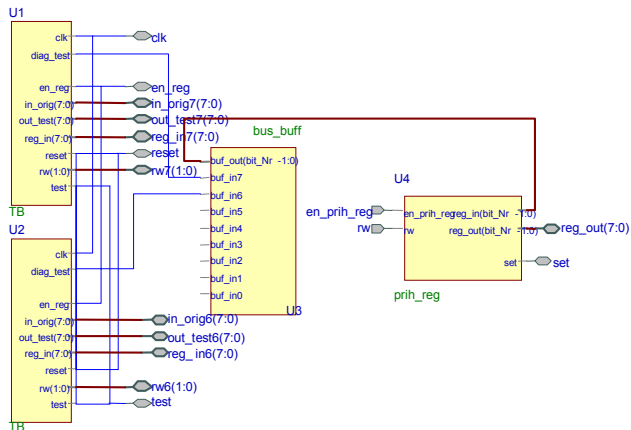 U1
clk
diag_test
en_reg
in_orig(7:0)
out_test(7:0)
reg_in(7:0)
reset
rw(1:0)
test
TB
clk
en_reg
in_orig7(7:0)
out_test7(7:0)
reg_in7(7:0)
reset
rw7(1:0)
U2
clk
diag_test
en_reg
in_orig(7:0)
out_test(7:0)
reg_in(7:0)
reset
rw(1:0)
test
TB
in_orig6(7:0)
out_test6(7:0)
reg_in6(7:0)
rw6(1:0)
test
bus_buff
buf_out(bit_Nr -1:0)
buf_in7
buf_in6
buf_in5
buf_in4
buf_in3
buf_in2
buf_in1
buf_in0
U3
U4
en_prih_reg
rw
en_prih_reg
reg_in(bit_Nr -1:0)
rw
reg_out(bit_Nr -1:0)
set
prih_reg
reg_out(7:0)
set